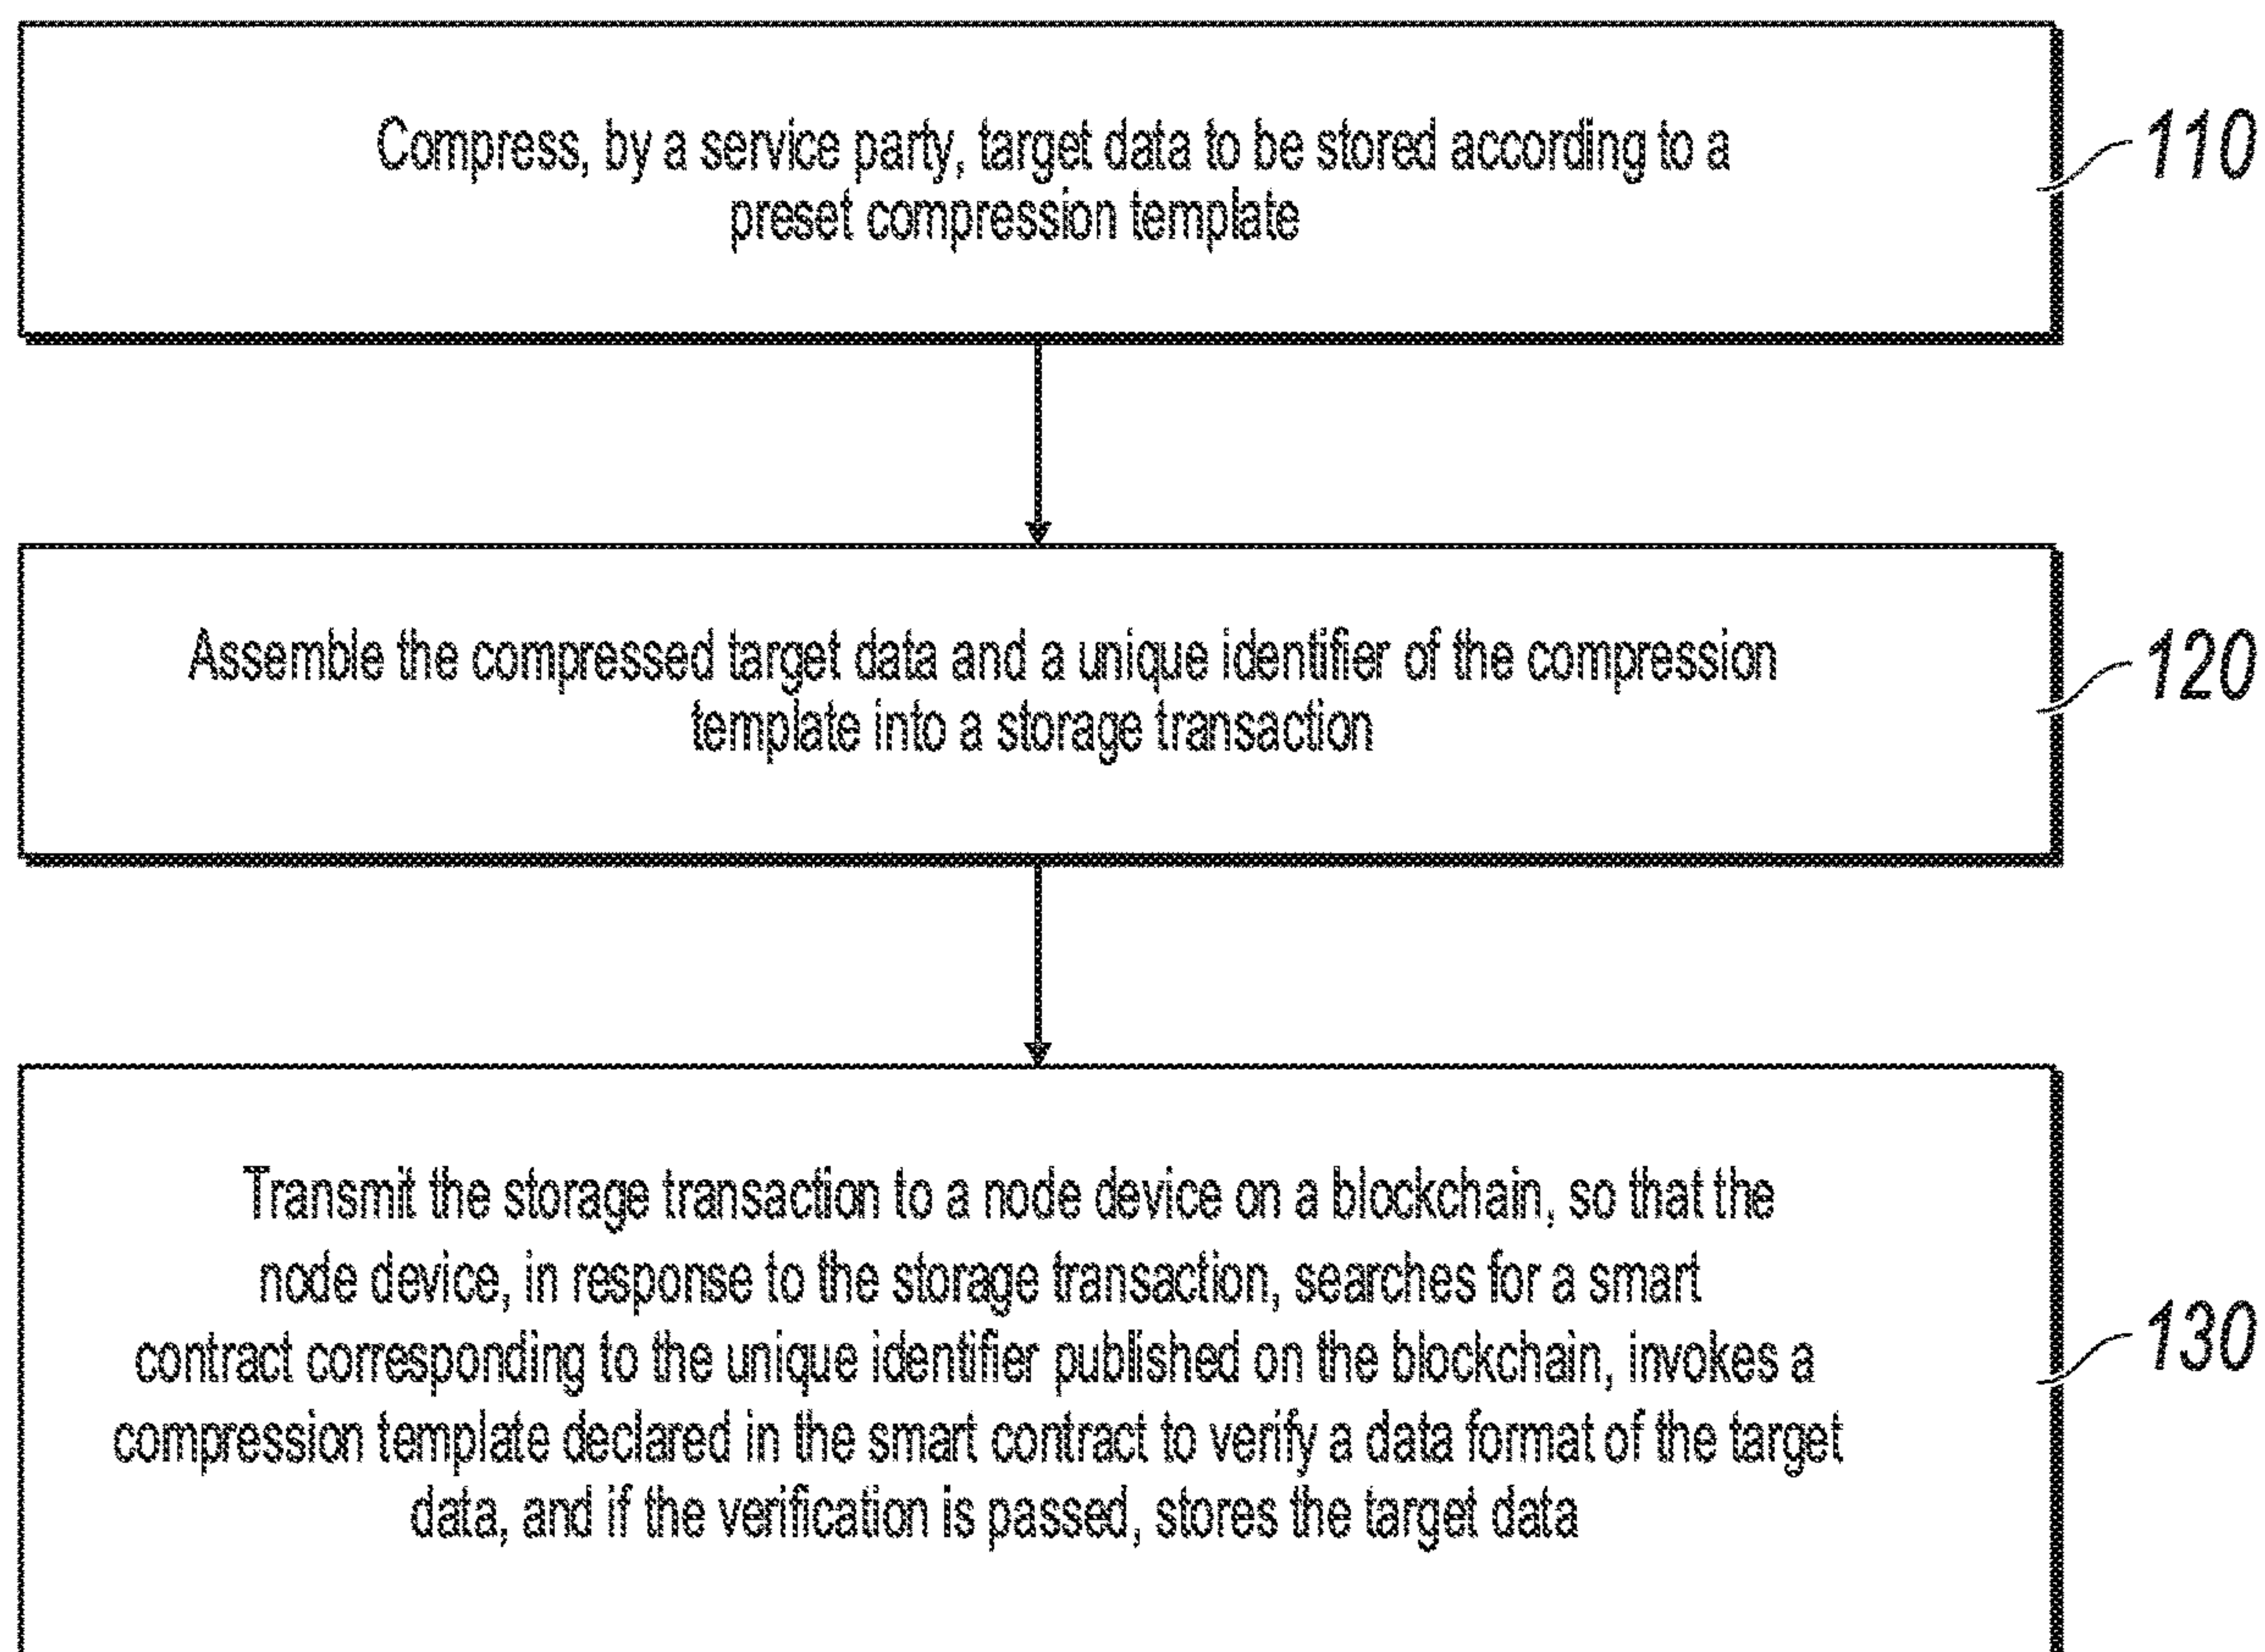 Compress, by a service party, target data to be stored according to a
preset compression template
110
Assemble the compressed target data and a unique identifier of the compression
template into a storage transaction
120
Transmit the storage transaction to a node device on a blockchain, so that the
node device, in response to the storage transaction, searches for a smart
contract corresponding to the unique identifier published on the blockchain, invokes a
compression template declared in the smart contract to verify a data format of the target
data, and if the verification is passed, stores the target data
130